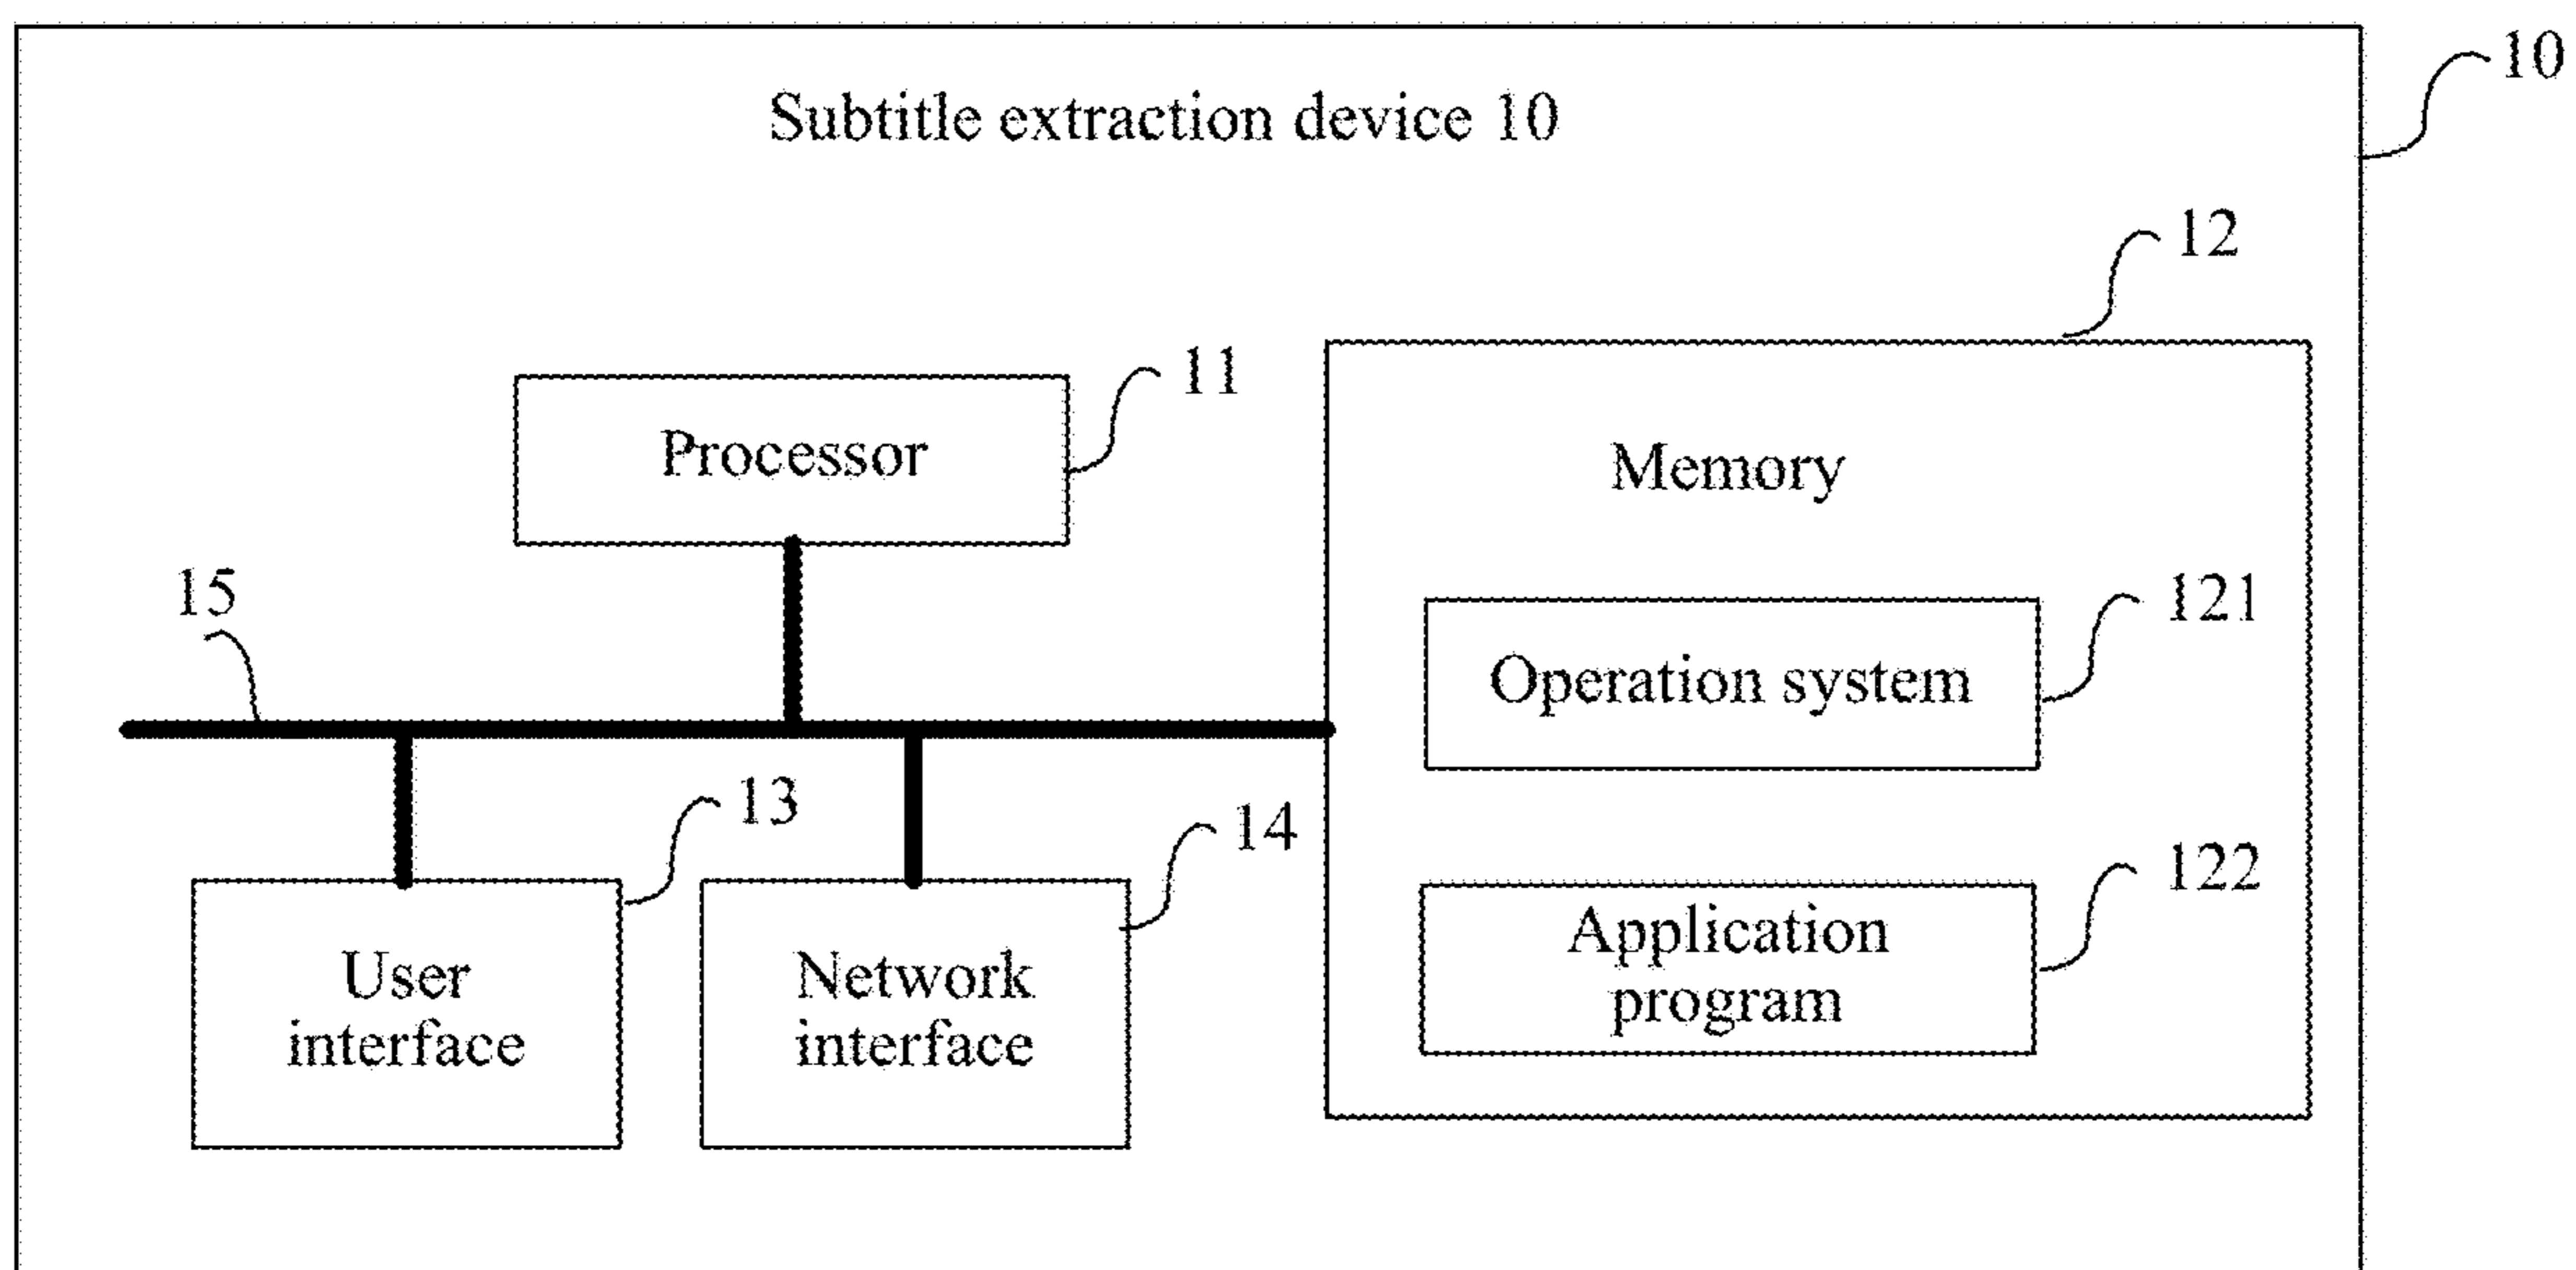 10
Subtitle extraction device 10
12
11
Processor
Memory
15
121
Operation system
13
14
122
User
interface
Network
interface
Application
program